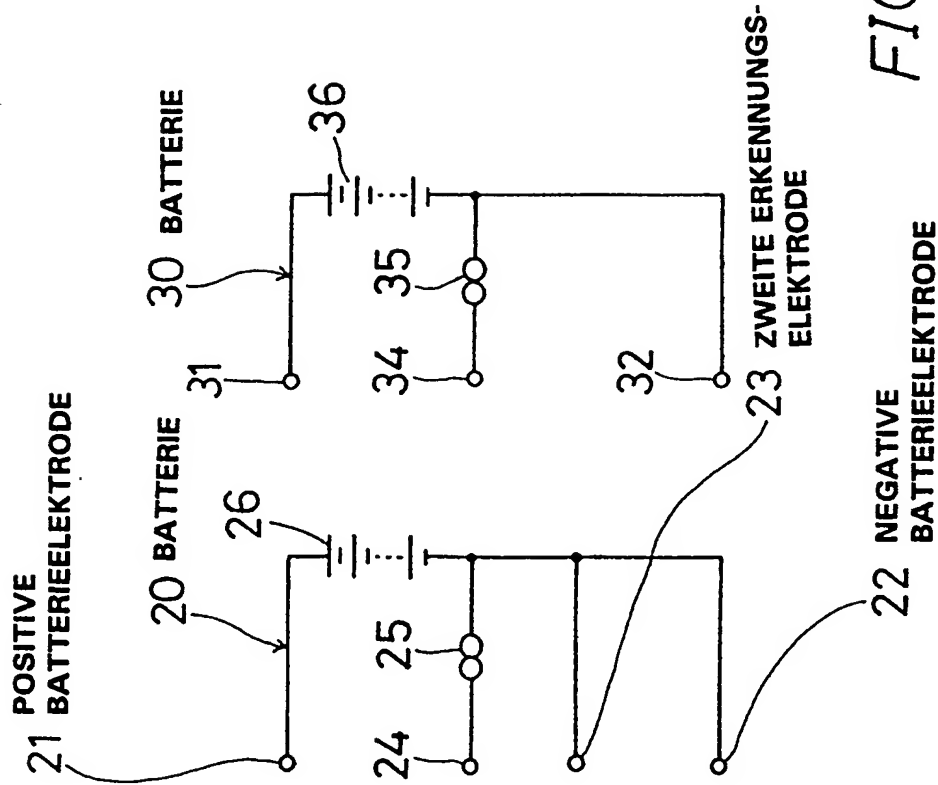 21 POSITIVE
BATTERIEELEKTRODE
20 BATTERIE
26
25
24
22 NEGATIVE
BATTERIEELEKTRODE
30 BATTERIE
31
36
35
34
32
23 ZWEITE ERKENNUNGS-
ELEKTRODE